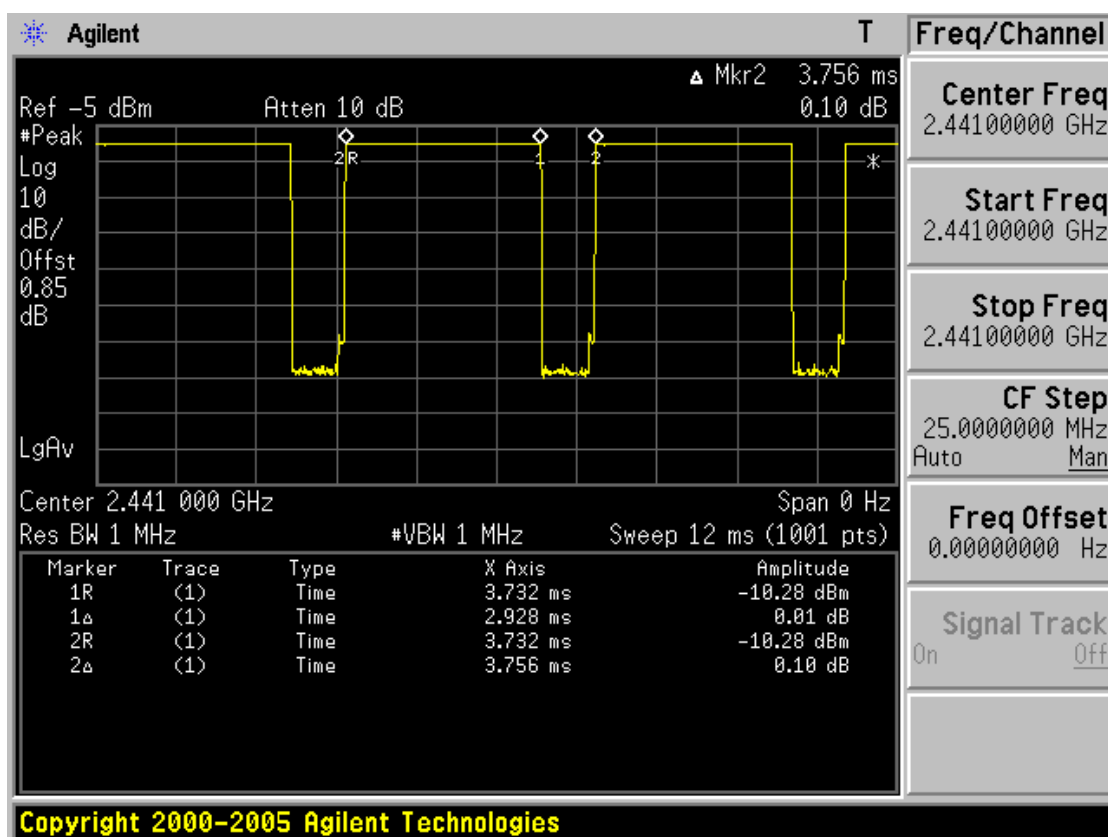 Agilent T
Δ Mkr2 3.756 ms
Ref -5 dBm Atten 10 dB 0.10 dB
#Peak
Log
10
dB/
Offst
0.85
dB
LgAv
2R 1 2 *
Center 2.441 000 GHz Span 0 Hz
Res BW 1 MHz #VBW 1 MHz Sweep 12 ms (1001 pts)
Marker Trace Type X Axis Amplitude
1R (1) Time 3.732 ms -10.28 dBm
1Δ (1) Time 2.928 ms 0.01 dB
2R (1) Time 3.732 ms -10.28 dBm
2Δ (1) Time 3.756 ms 0.10 dB
Freq/Channel
Center Freq
2.44100000 GHz
Start Freq
2.44100000 GHz
Stop Freq
2.44100000 GHz
CF Step
25.0000000 MHz
Auto Man
Freq Offset
0.00000000 Hz
Signal Track
On Off
Copyright 2000-2005 Agilent Technologies